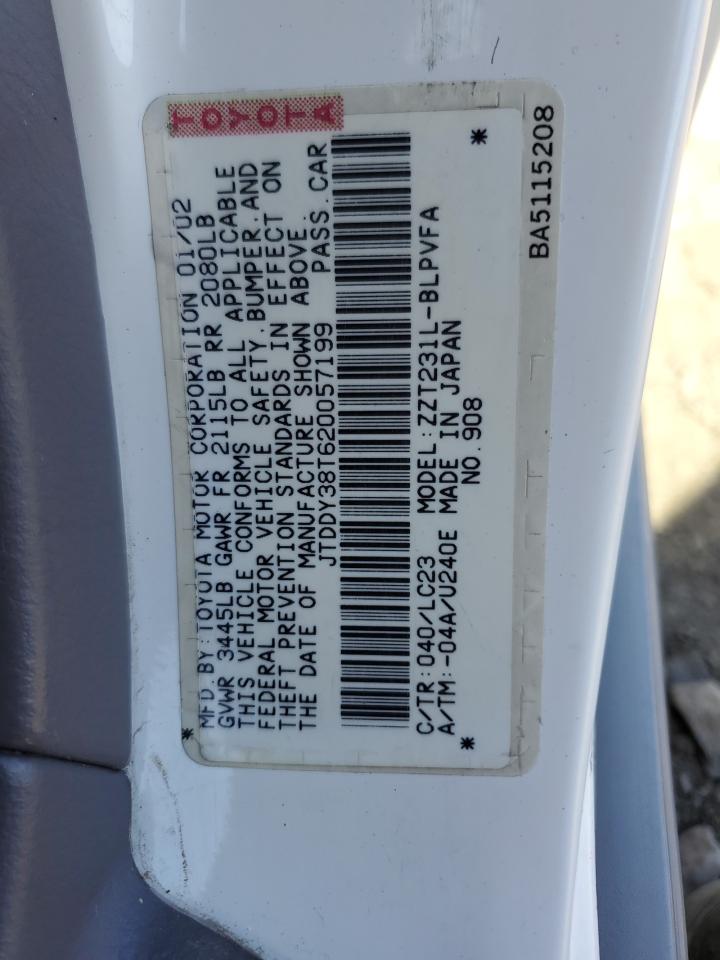 TOYOTA
MFD.BY:TOYOTA MOTOR CORPORATION 01/02
GVWR 3445LB GAWR FR 2115LB RR 2080LB
THIS VEHICLE CONFORMS TO ALL APPLICABLE
FEDERAL MOTOR VEHICLE SAFETY,BUMPER,AND
THEFT PREVENTION STANDARDS IN EFFECT ON
THE DATE OF MANUFACTURE SHOWN ABOVE.
JTDDY38T620057199 PASS.CAR
C/TR:040/LC23 MODEL:ZZT231L-BLPVFA
A/TM:-04A/U240E MADE IN JAPAN
NO.908
BA5115208